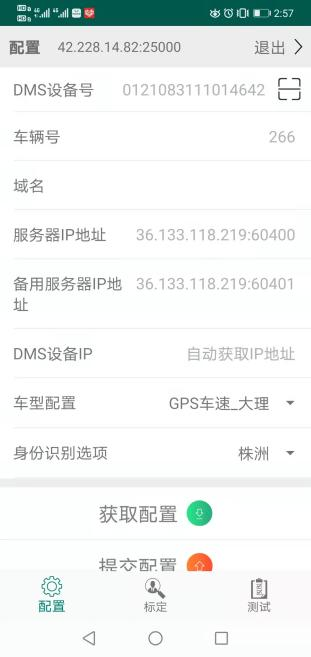 2:57
配置 42.228.14.82:25000 退出
DMS设备号 0121083111014642
车辆号 266
域名
服务器IP地址 36.133.118.219:60400
备用服务器IP地 36.133.118.219:60401
址
DMS设备IP 自动获取IP地址
车型配置 GPS车速_大理
身份识别选项 株洲
获取配置
提交配置
配置 标定 测试